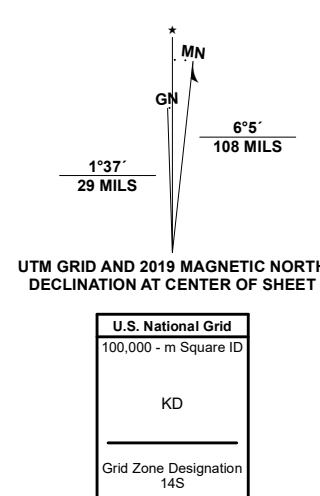 ★
MN
GN
6°5´
108 MILS
1°37´
29 MILS
UTM GRID AND 2019 MAGNETIC NORTH
DECLINATION AT CENTER OF SHEET
U.S. National Grid
100,000 - m Square ID
KD
Grid Zone Designation
14S